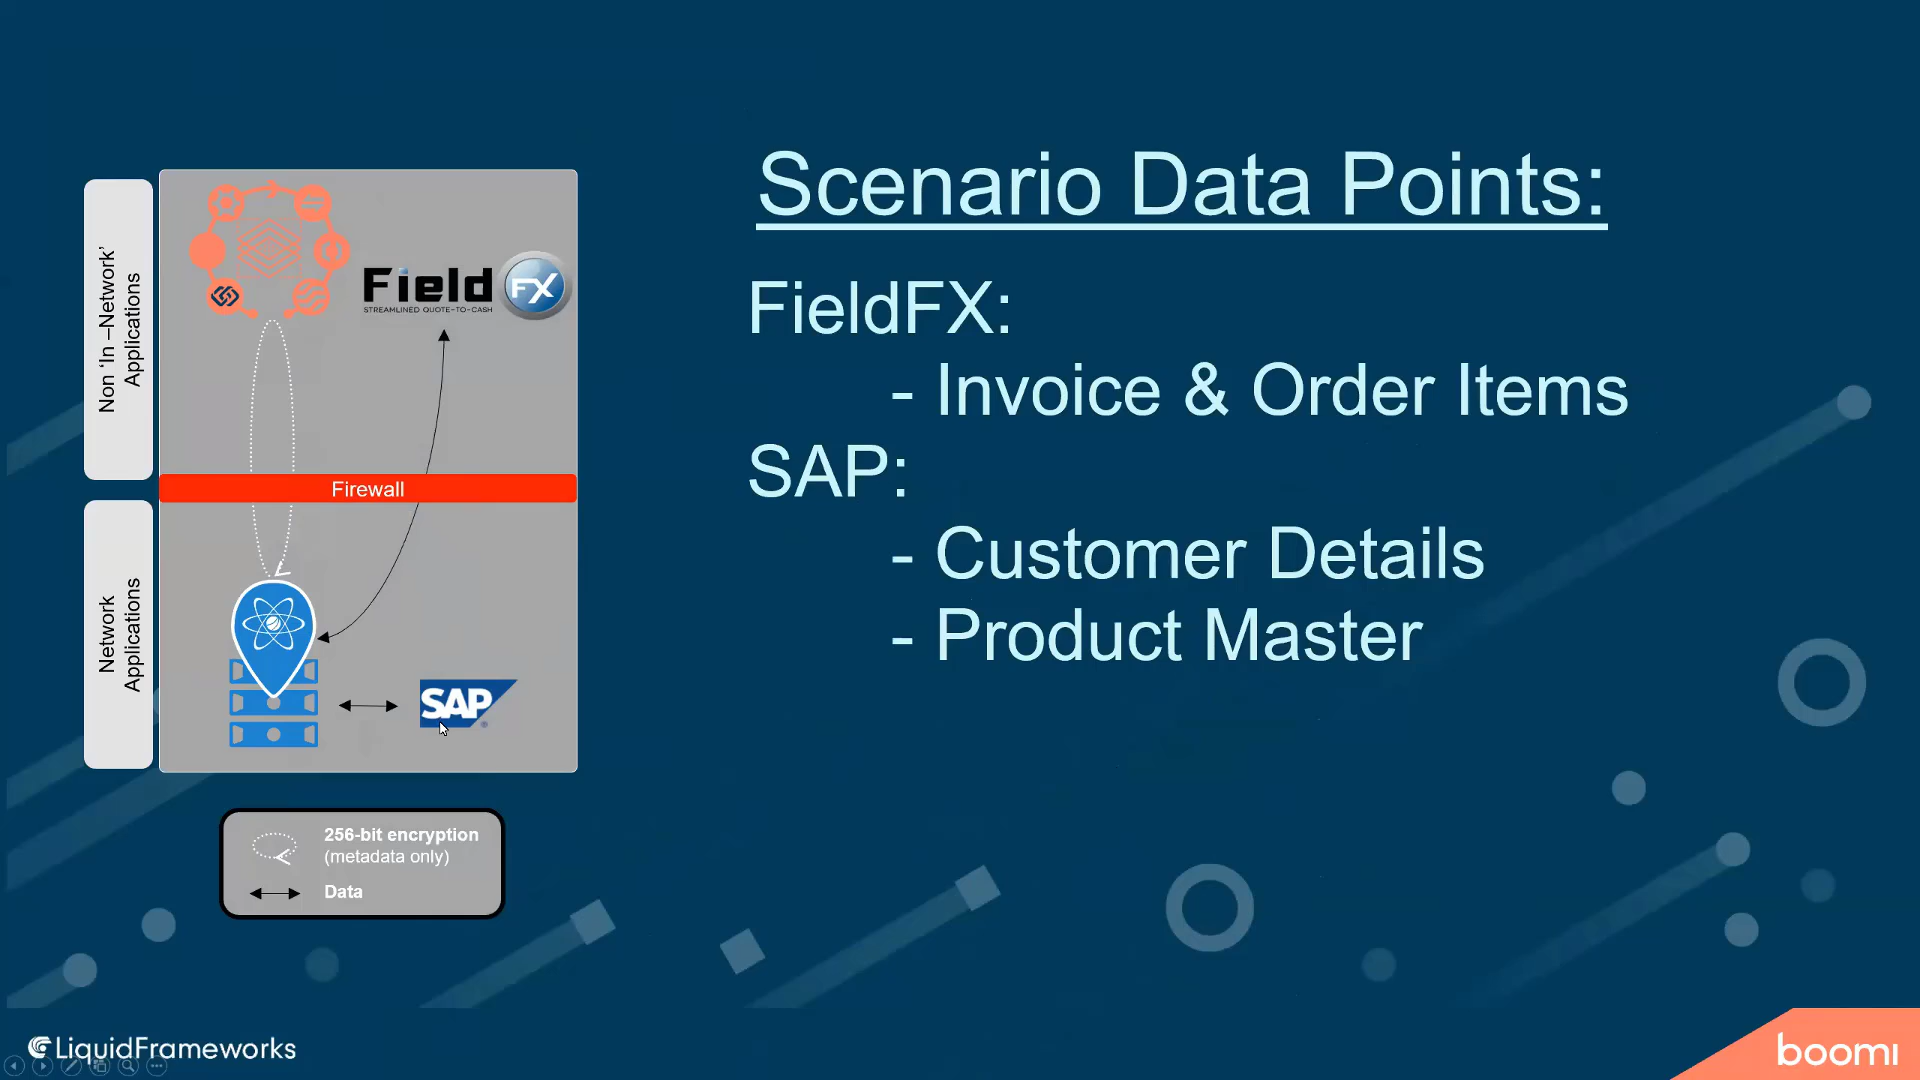 Scenario Data Points:
FieldFX:
- Invoice & Order Items
SAP:
- Customer Details
- Product Master
Non ‘In –Network’
Applications
Network
Applications
Field FX
STREAMLINED QUOTE-TO-CASH
Firewall
SAP
256-bit encryption
(metadata only)
Data
LiquidFrameworks
boomi